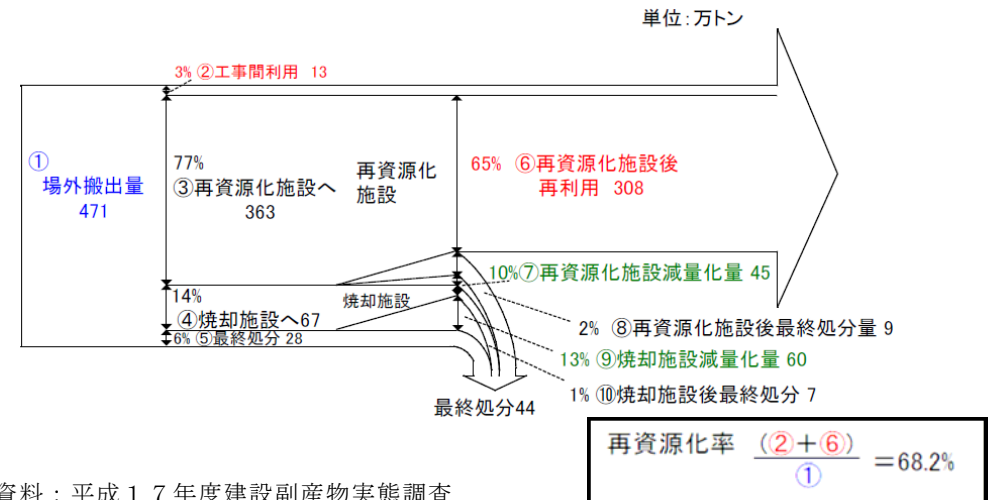 単位：万トン
3% ②工事間利用 13
①
場外搬出量
471
77%
③再資源化施設へ
363
再資源化
施設
65% ⑥再資源化施設後
再利用 308
10%⑦再資源化施設減量化量 45
14%
④焼却施設へ67
焼却施設
6% ⑤最終処分 28
2% ⑧再資源化施設後最終処分量 9
13% ⑨焼却施設減量化量 60
1% ⑩焼却施設後最終処分 7
最終処分44
再資源化率 (②+⑥)
① =68.2%
資料：平成１７年度建設副産物実態調査